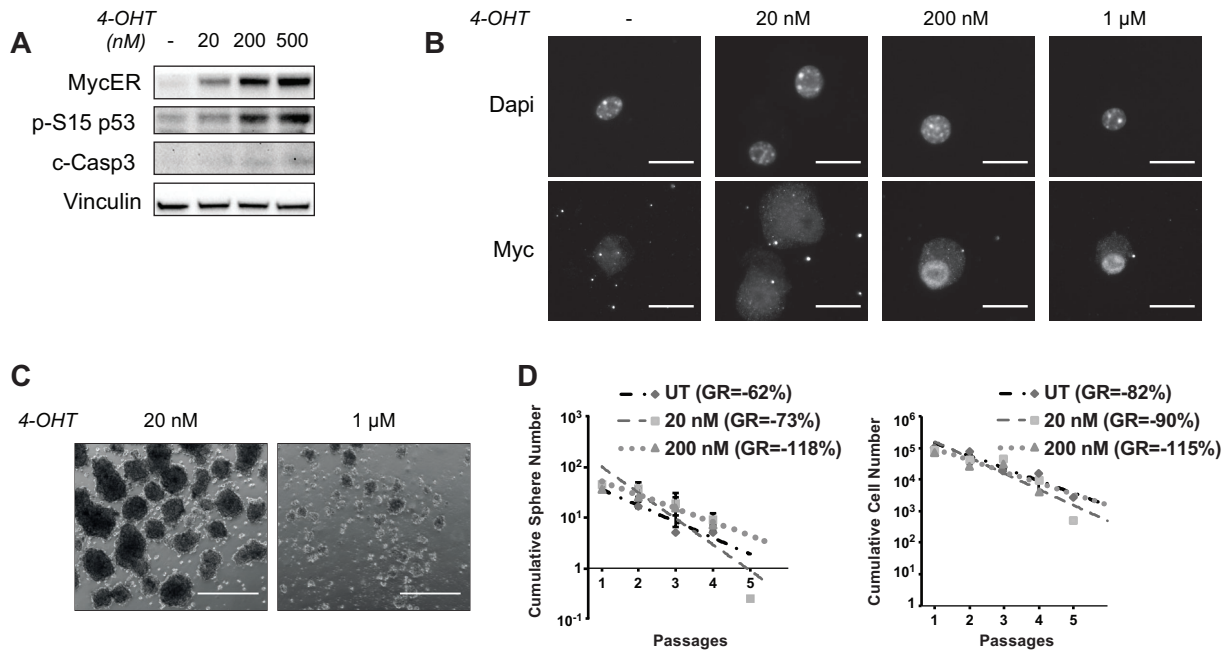 A
4-OHT
(nM)
- 20 200 500
MycER
p-S15 p53
c-Casp3
Vinculin
B
4-OHT - 20 nM 200 nM 1 µM
Dapi
Myc
C
4-OHT 20 nM 1 µM
D
UT (GR=-62%)
20 nM (GR=-73%)
200 nM (GR=-118%)
Cumulative Sphere Number
10³
10²
10¹
1
10⁻¹
1 2 3 4 5
Passages
UT (GR=-82%)
20 nM (GR=-90%)
200 nM (GR=-115%)
Cumulative Cell Number
10⁶
10⁵
10⁴
10³
10²
10¹
1
1 2 3 4 5
Passages